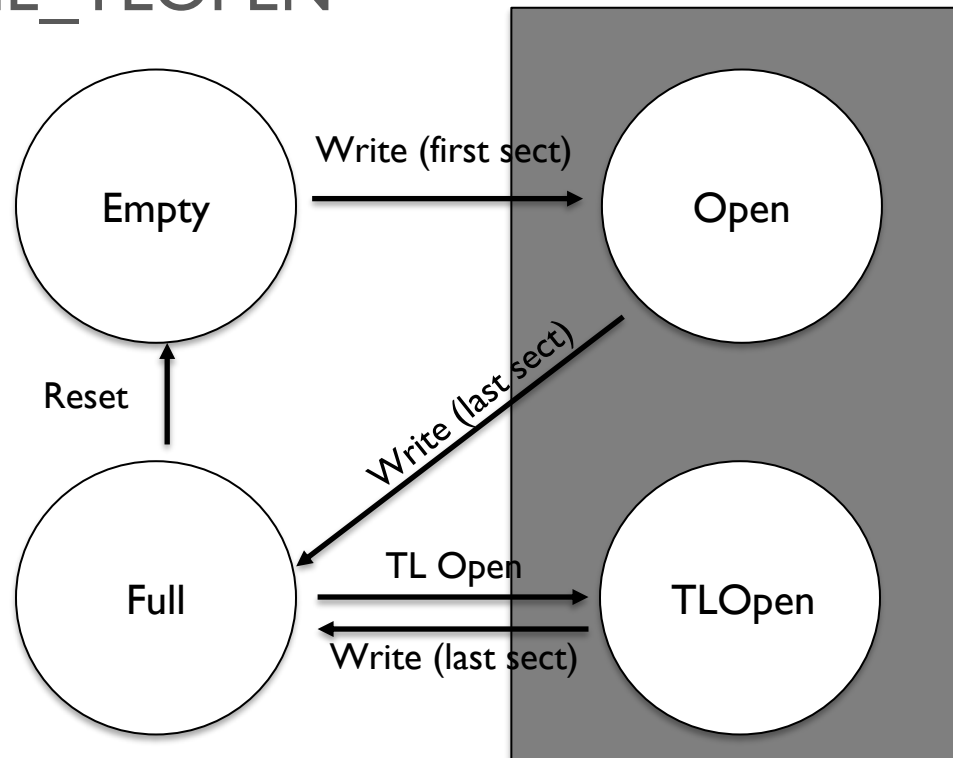 Write (first sect)
Empty
Open
Write (last sect)
Reset
TL Open
Full
TLOpen
Write (last sect)